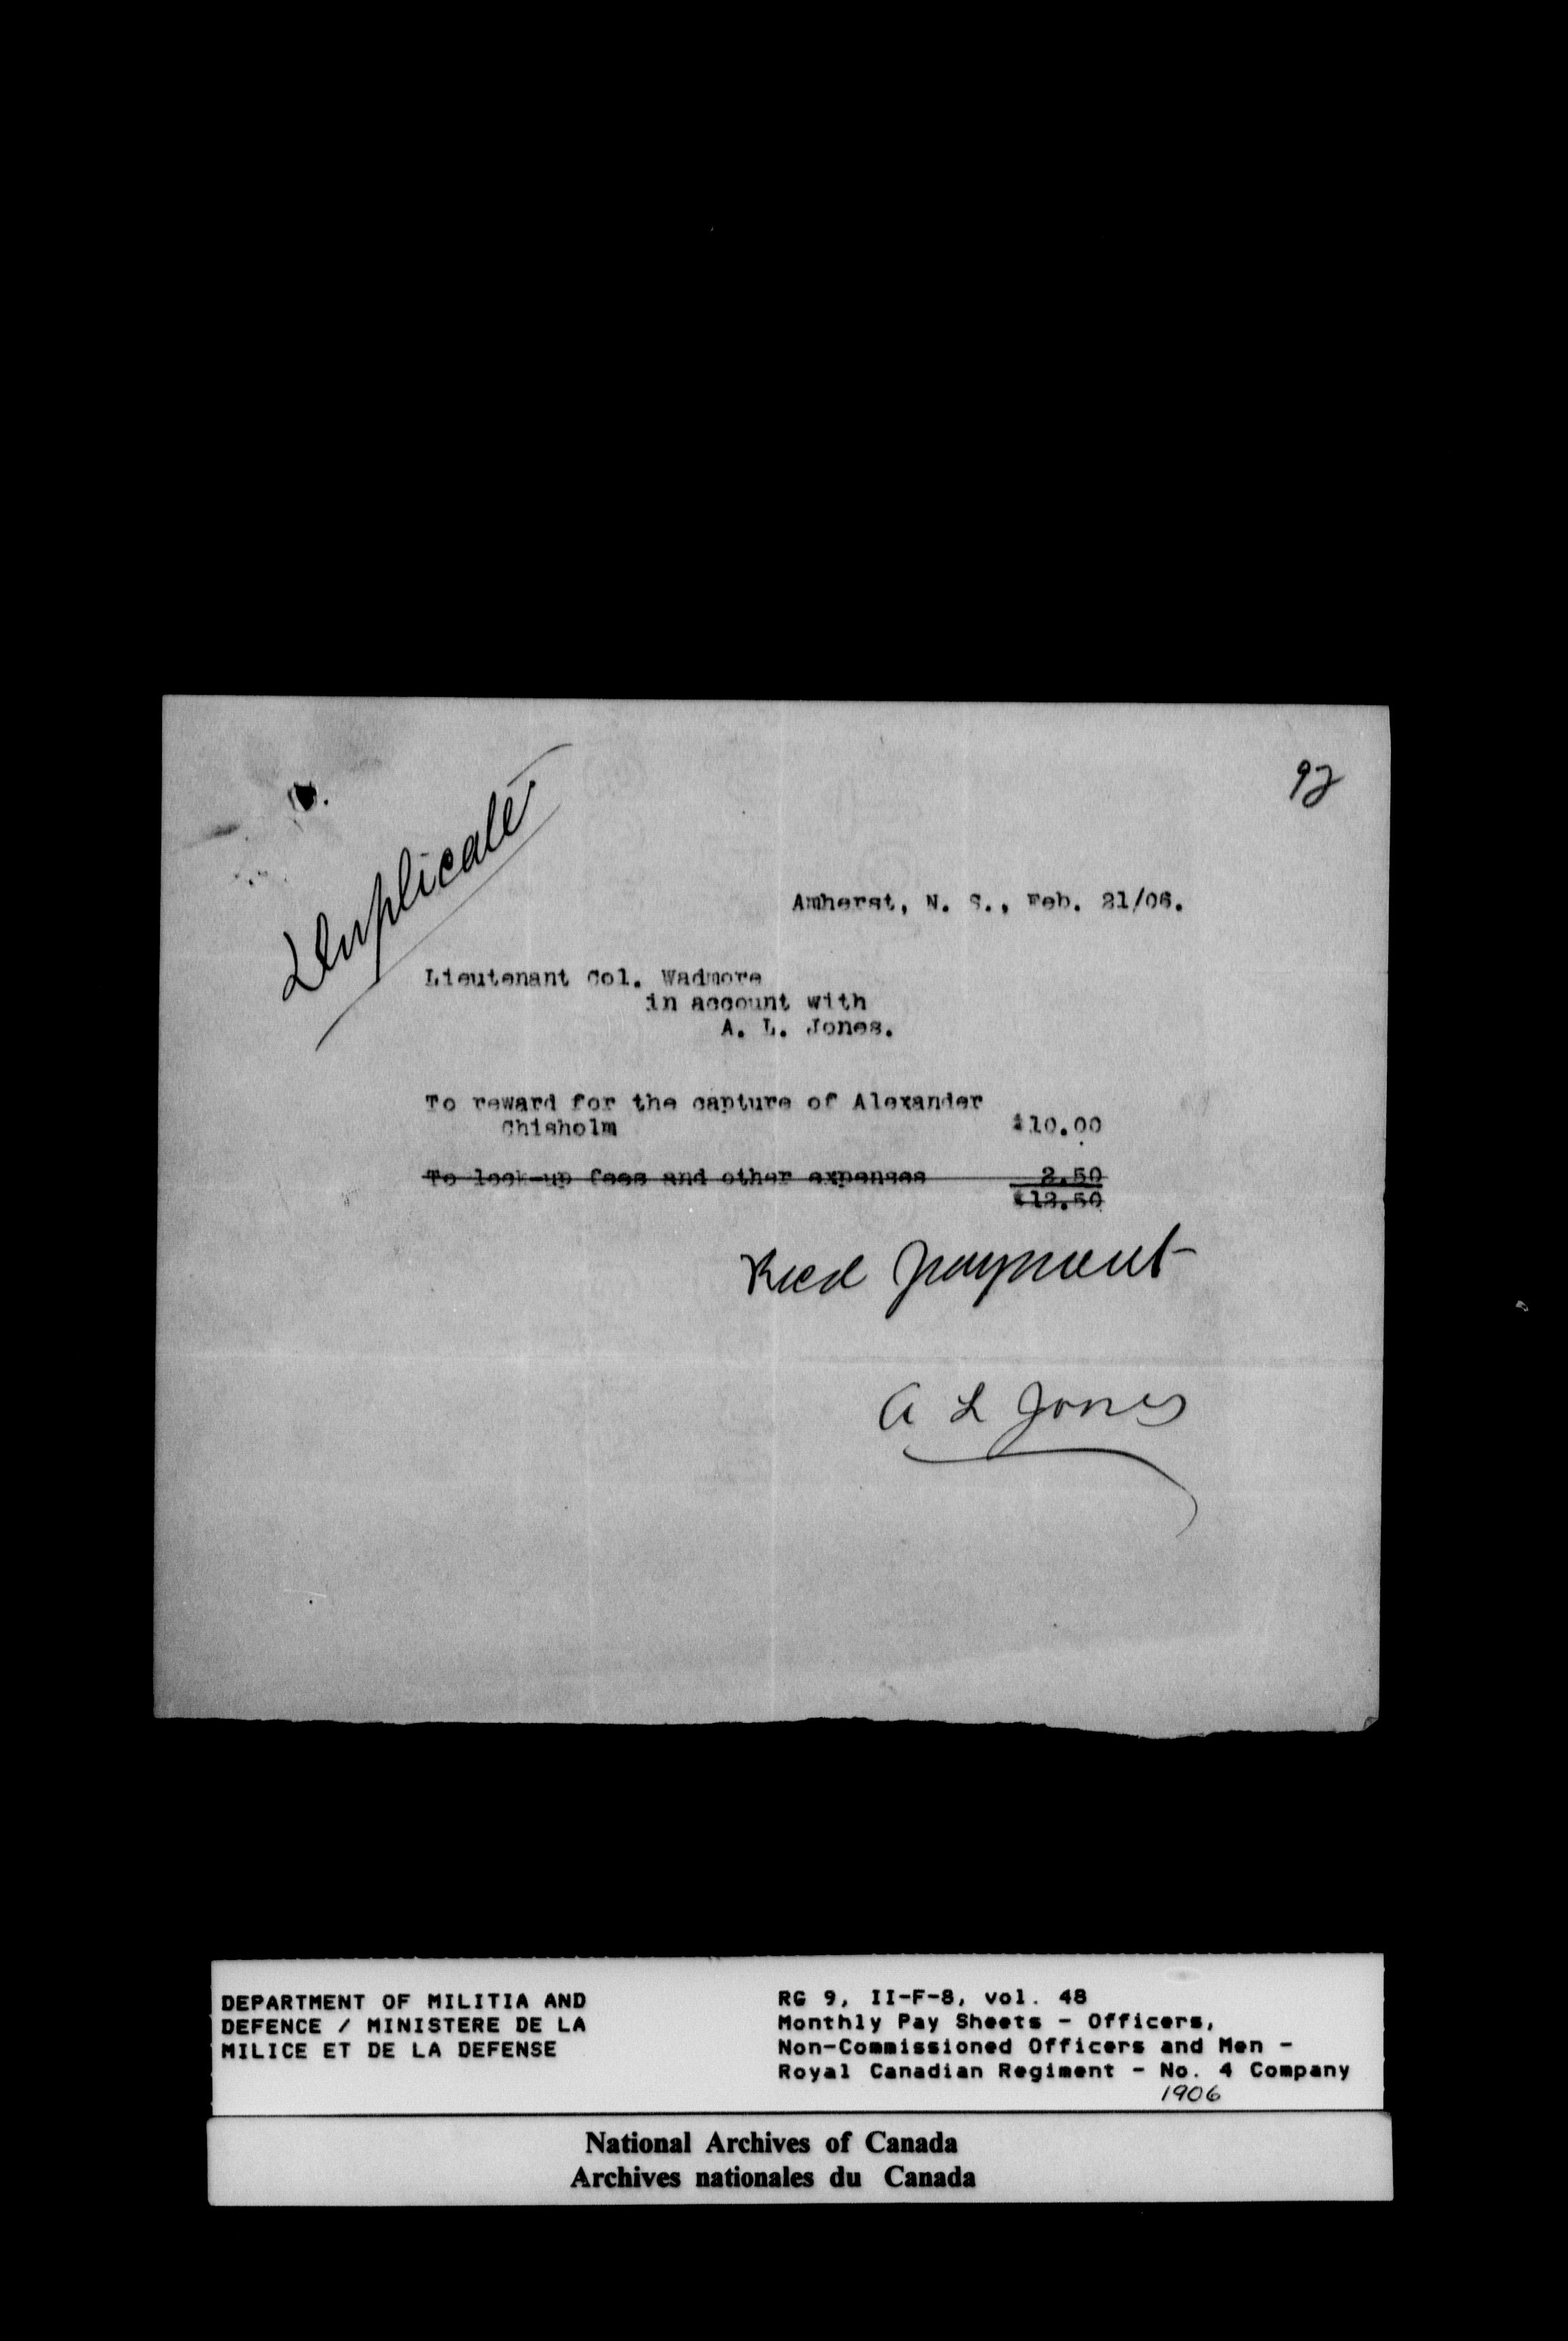 92
Duplicate
Amherst, N. S., Feb. 21/06.
Lieutenant Col. Wadmore
in account with
A. L. Jones.
To reward for the capture of Alexander
Chisholm $10.00
To lock-up fees and other expenses 2.50
$12.50
Recd payment
A L Jones
DEPARTMENT OF MILITIA AND
DEFENCE / MINISTERE DE LA
MILICE ET DE LA DEFENSE
RG 9, II-F-8, vol. 48
Monthly Pay Sheets - Officers,
Non-Commissioned Officers and Men -
Royal Canadian Regiment - No. 4 Company
1906
National Archives of Canada
Archives nationales du Canada